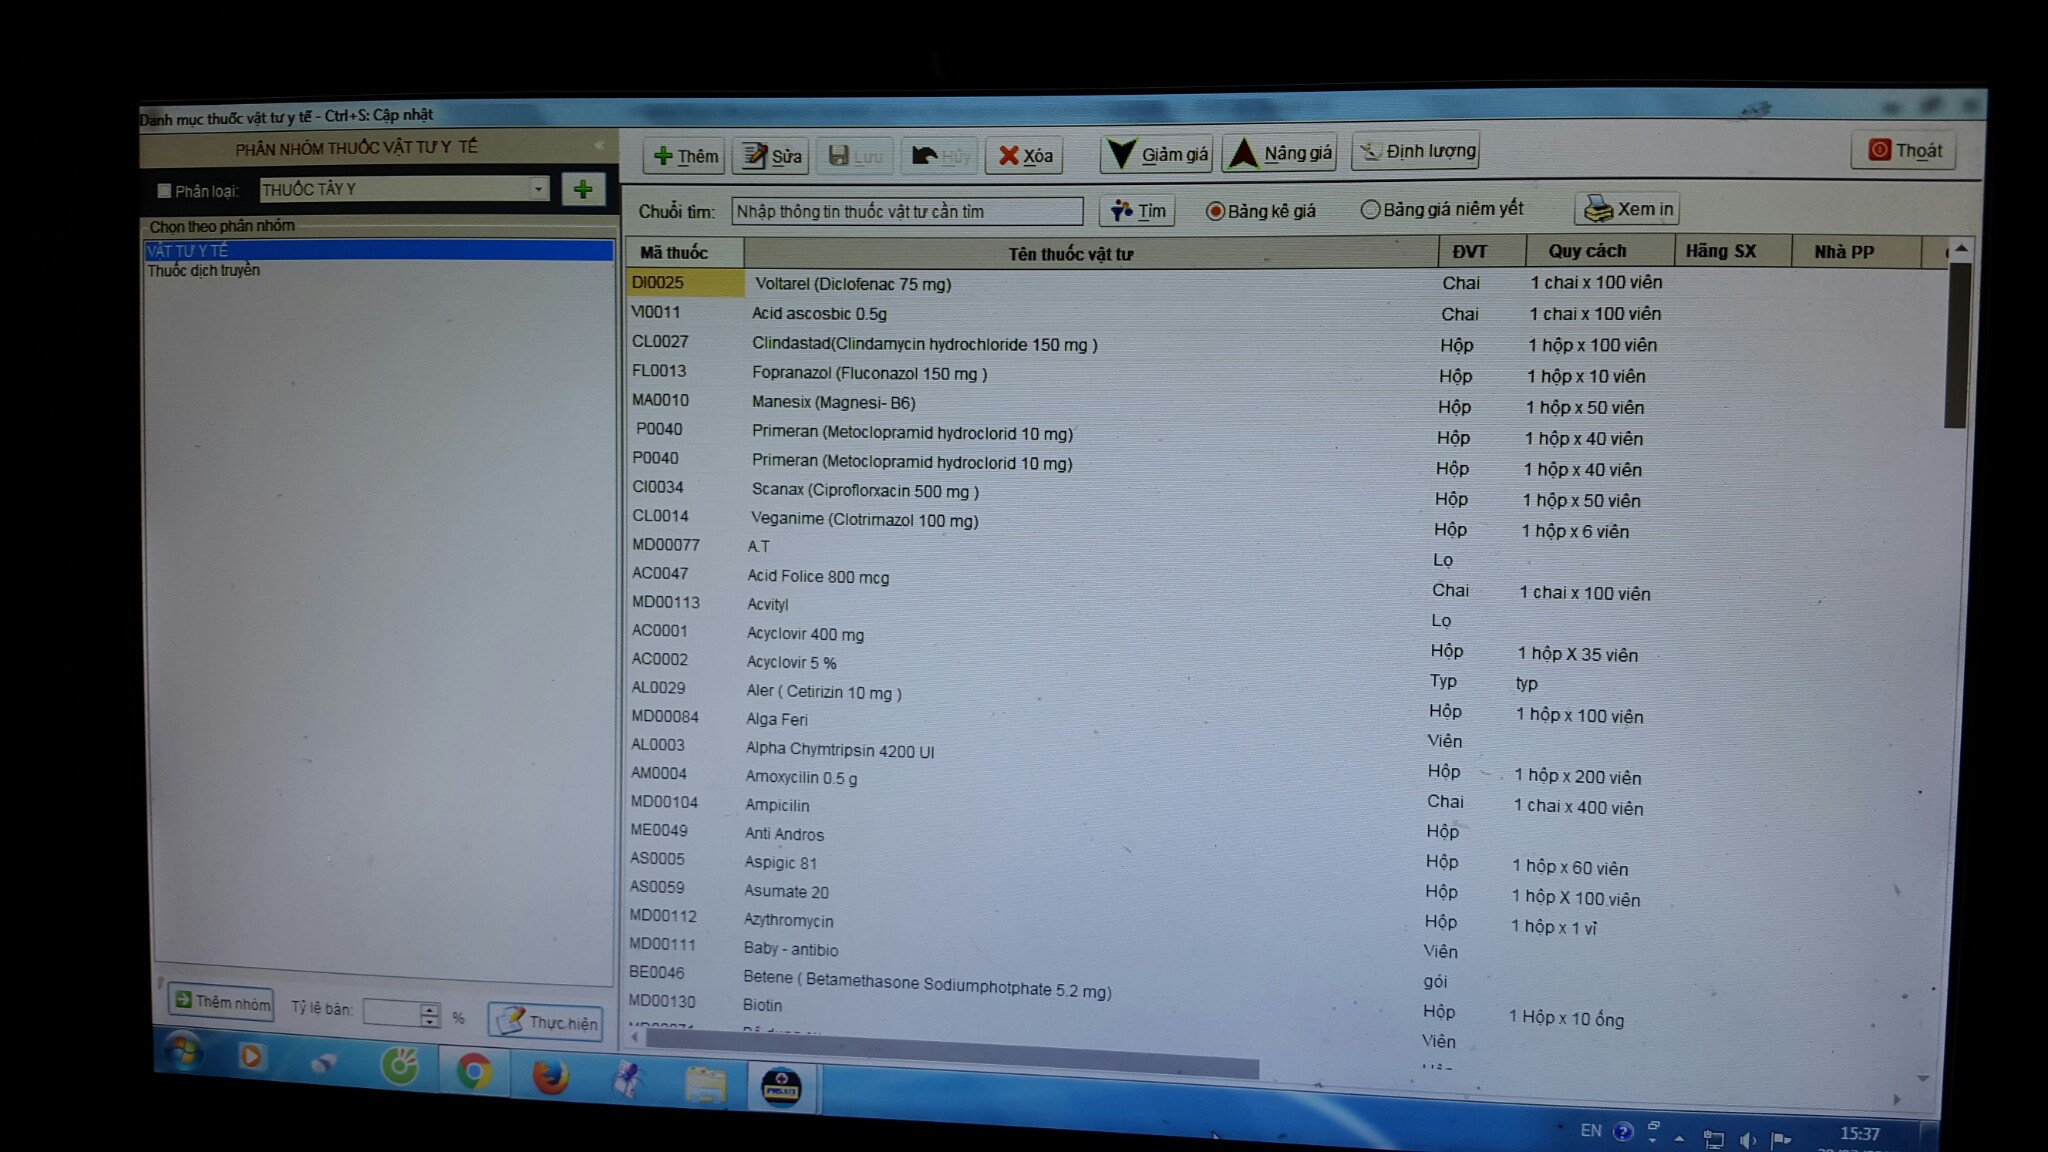 Danh mục thuốc vật tư y tế - Ctrl+S: Cập nhật
PHÂN NHÓM THUỐC VẬT TƯ Y TẾ «
Thêm Sửa Lưu Hủy Xóa Giảm giá Nâng giá Định lượng Thoát
Phân loại: THUỐC TÂY Y
Chuỗi tìm: Nhập thông tin thuốc vật tư cần tìm Tìm Bảng kê giá Bảng giá niêm yết Xem in
Chọn theo phân nhóm
VẬT TƯ Y TẾ
Thuốc dịch truyền
Mã thuốc Tên thuốc vật tư ĐVT Quy cách Hãng SX Nhà PP
DI0025 Voltarel (Diclofenac 75 mg) Chai 1 chai x 100 viên
VI0011 Acid ascosbic 0.5g Chai 1 chai x 100 viên
CL0027 Clindastad(Clindamycin hydrochloride 150 mg ) Hộp 1 hộp x 100 viên
FL0013 Fopranazol (Fluconazol 150 mg ) Hộp 1 hộp x 10 viên
MA0010 Manesix (Magnesi- B6) Hộp 1 hộp x 50 viên
P0040 Primeran (Metoclopramid hydroclorid 10 mg) Hộp 1 hộp x 40 viên
P0040 Primeran (Metoclopramid hydroclorid 10 mg) Hộp 1 hộp x 40 viên
CI0034 Scanax (Ciproflorxacin 500 mg ) Hộp 1 hộp x 50 viên
CL0014 Veganime (Clotrimazol 100 mg) Hộp 1 hộp x 6 viên
MD00077 A.T Lọ
AC0047 Acid Folice 800 mcg Chai 1 chai x 100 viên
MD00113 Acvityl Lọ
AC0001 Acyclovir 400 mg Hộp 1 hộp X 35 viên
AC0002 Acyclovir 5 % Typ typ
AL0029 Aler ( Cetirizin 10 mg ) Hộp 1 hộp x 100 viên
MD00084 Alga Feri Viên
AL0003 Alpha Chymtripsin 4200 UI Hộp 1 hộp x 200 viên
AM0004 Amoxycilin 0.5 g Chai 1 chai x 400 viên
MD00104 Ampicilin Hộp
ME0049 Anti Andros Hộp 1 hộp x 60 viên
AS0005 Aspigic 81 Hộp 1 hộp X 100 viên
AS0059 Asumate 20 Hộp 1 hộp x 1 vỉ
MD00112 Azythromycin Viên
MD00111 Baby - antibio gói
BE0046 Betene ( Betamethasone Sodiumphotphate 5.2 mg) Hộp 1 Hộp x 10 ống
MD00130 Biotin Viên
Thêm nhóm Tỷ lệ bán: % Thực hiện
EN 15:37